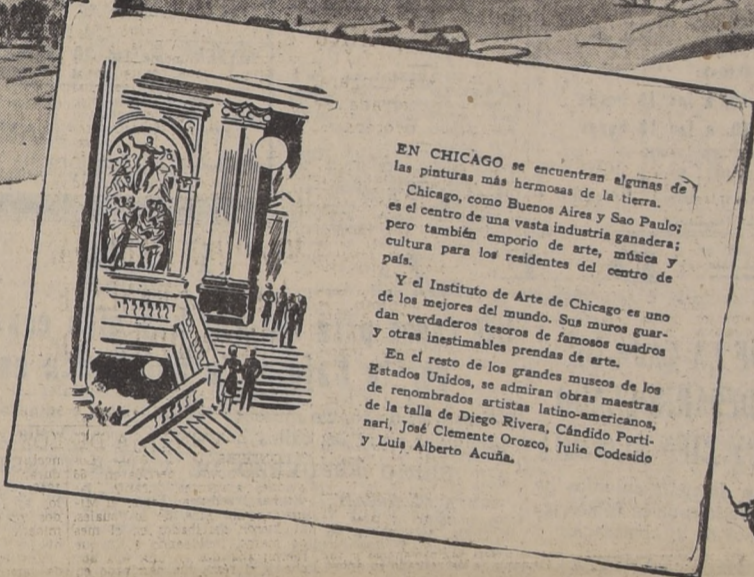 EN CHICAGO se encuentran algunas de
las pinturas más hermosas de la tierra.
Chicago, como Buenos Aires y Sao Paulo;
es el centro de una vasta industria ganadera;
pero también emporio de arte, música y
cultura para los residentes del centro de
país.
Y el Instituto de Arte de Chicago es uno
de los mejores del mundo. Sus muros guar-
dan verdaderos tesoros de famosos cuadros
y otras inestimables prendas de arte.
En el resto de los grandes museos de los
Estados Unidos, se admiran obras maestras
de renombrados artistas latino-americanos,
de la talla de Diego Rivera, Cándido Porti-
nari, José Clemente Orozco, Julia Codesido
y Luis Alberto Acuña.